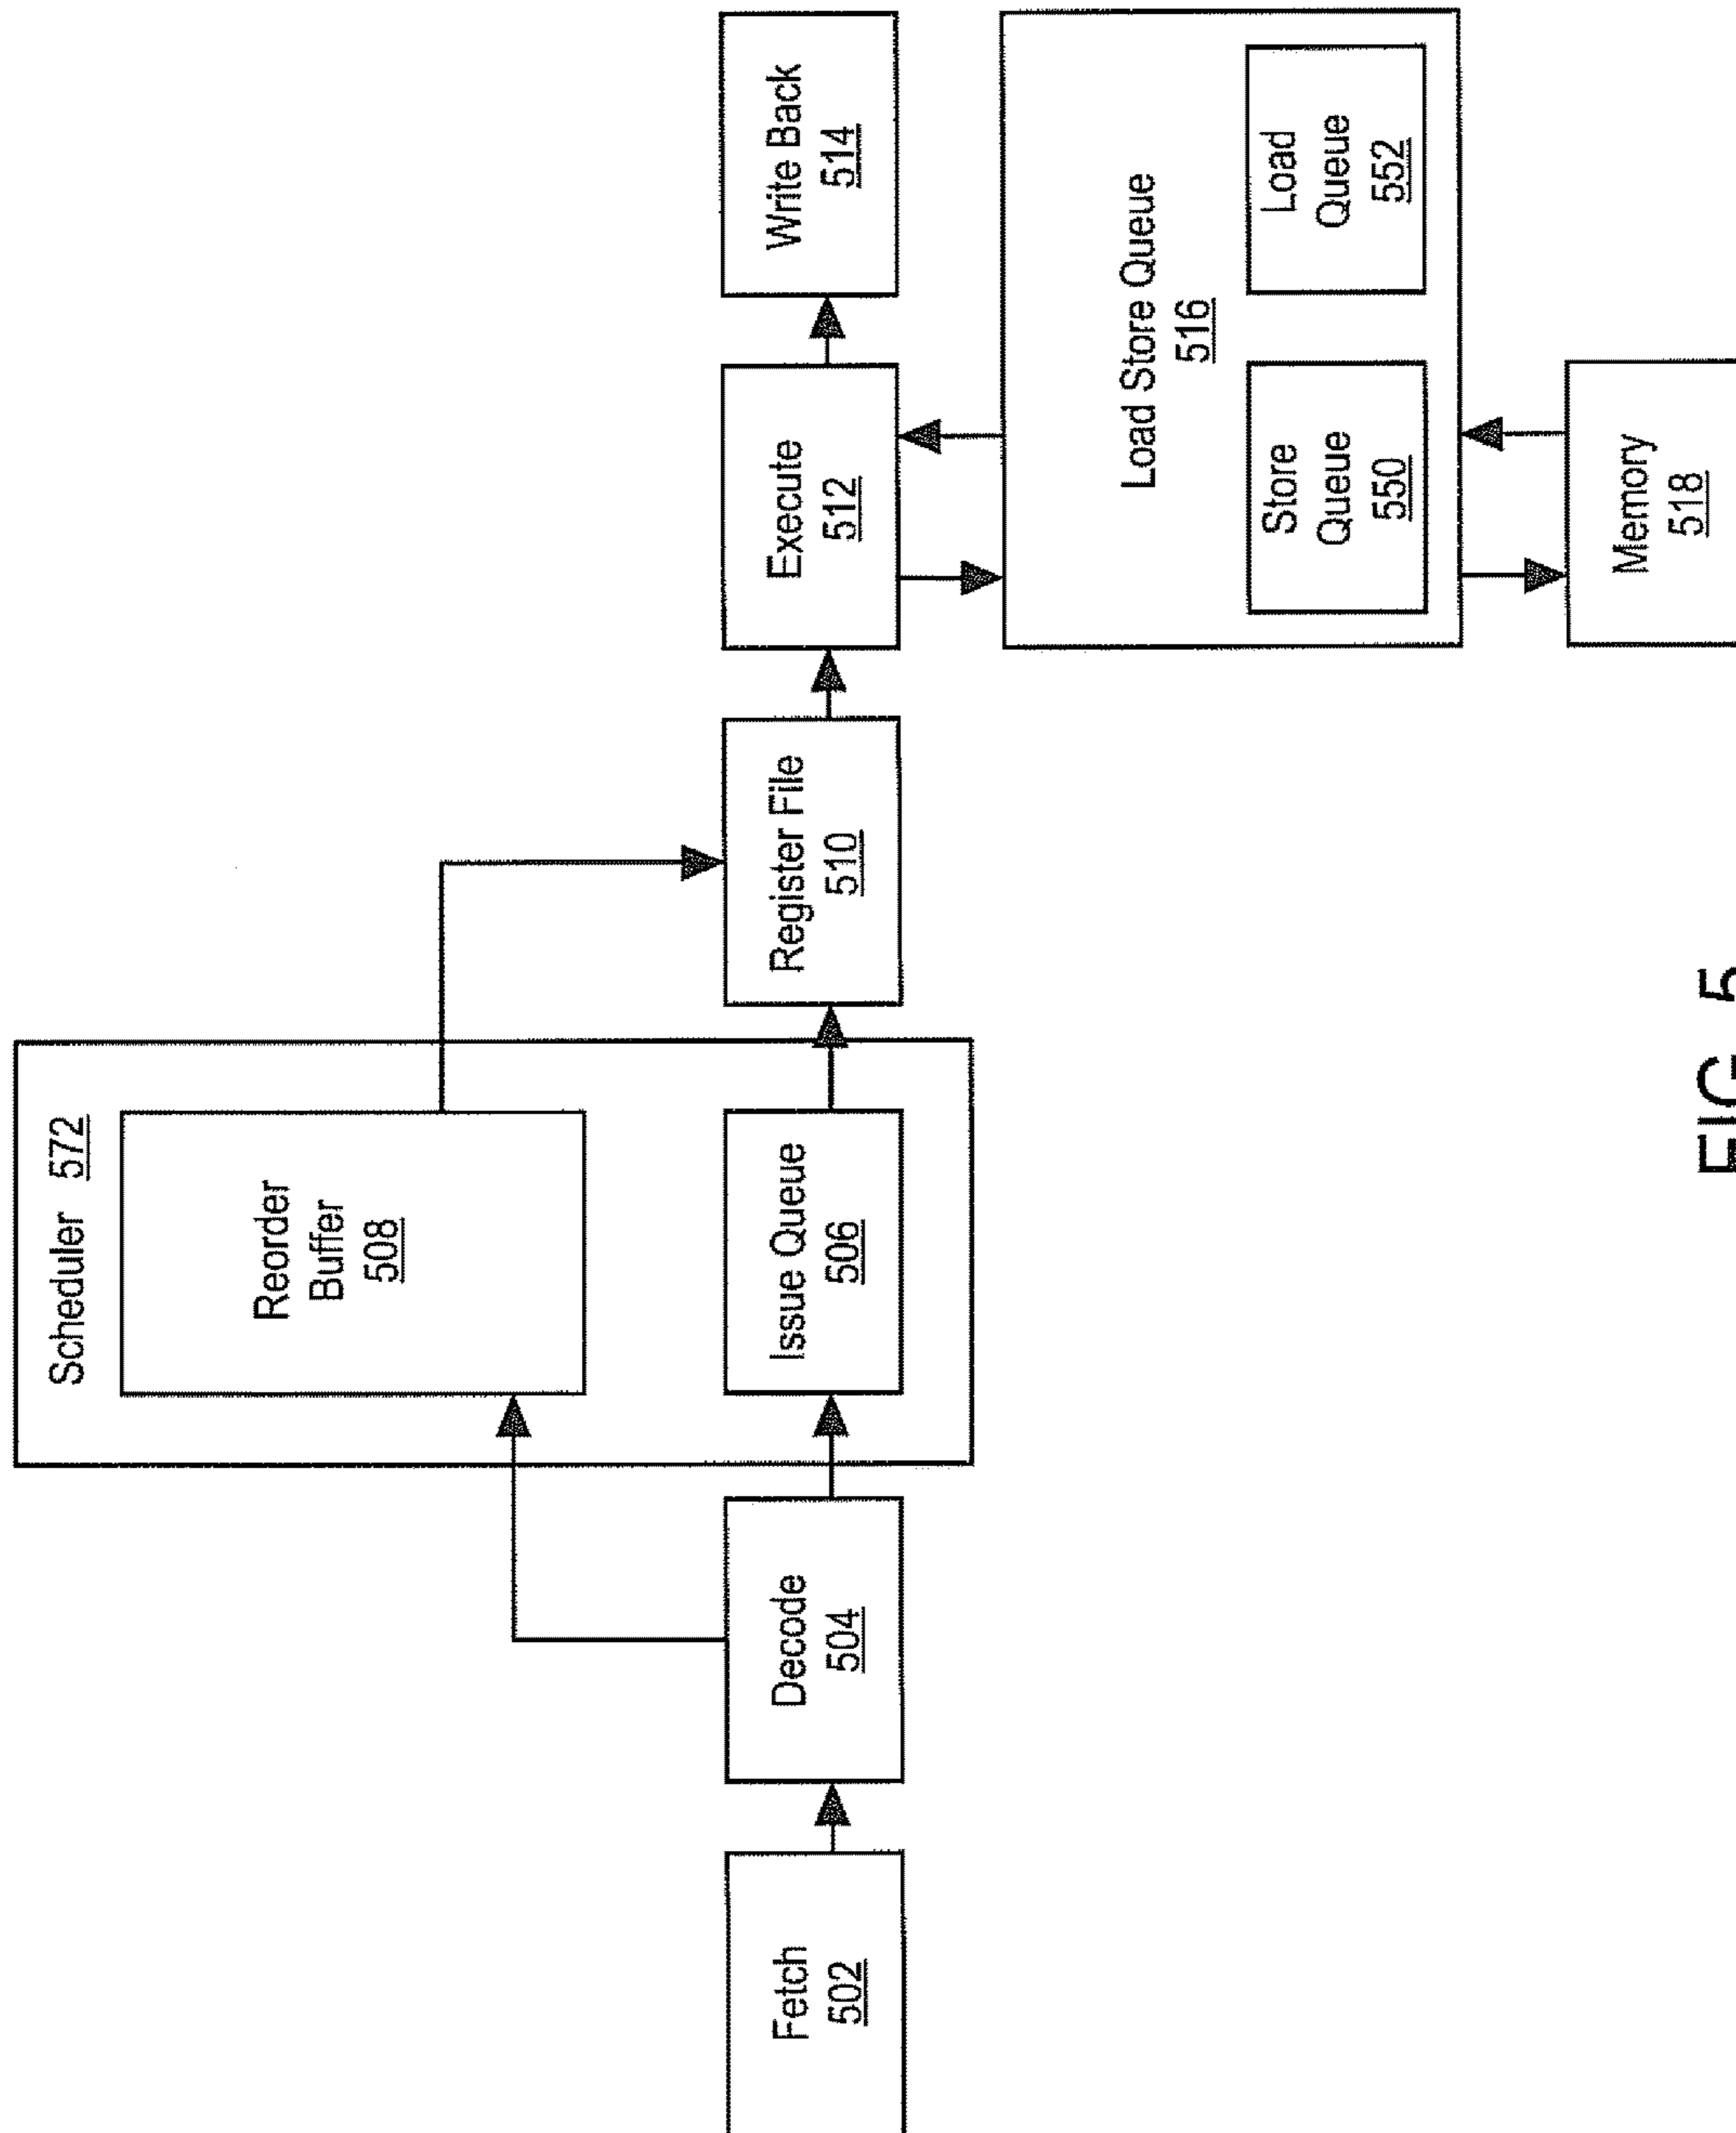 Scheduler 572
Reorder
Buffer
508
Fetch
502
Decode
504
Issue Queue
506
Register File
510
Execute
512
Write Back
514
Load Store Queue
516
Store
Queue
550
Load
Queue
552
Memory
518
FIG. 5